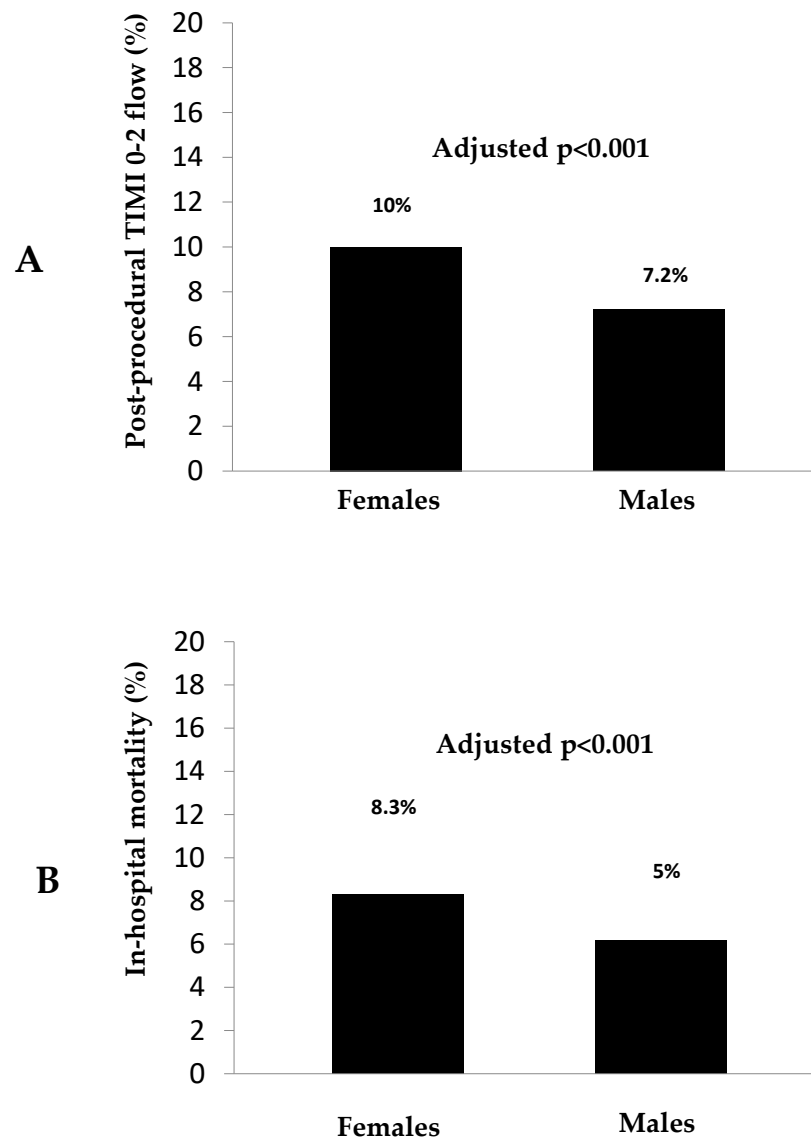 A
Post-procedural TIMI 0-2 flow (%)
20
18
16
14
12
10
8
6
4
2
0
Adjusted p<0.001
10%
7.2%
Females
Males
B
In-hospital mortality (%)
20
18
16
14
12
10
8
6
4
2
0
Adjusted p<0.001
8.3%
5%
Females
Males